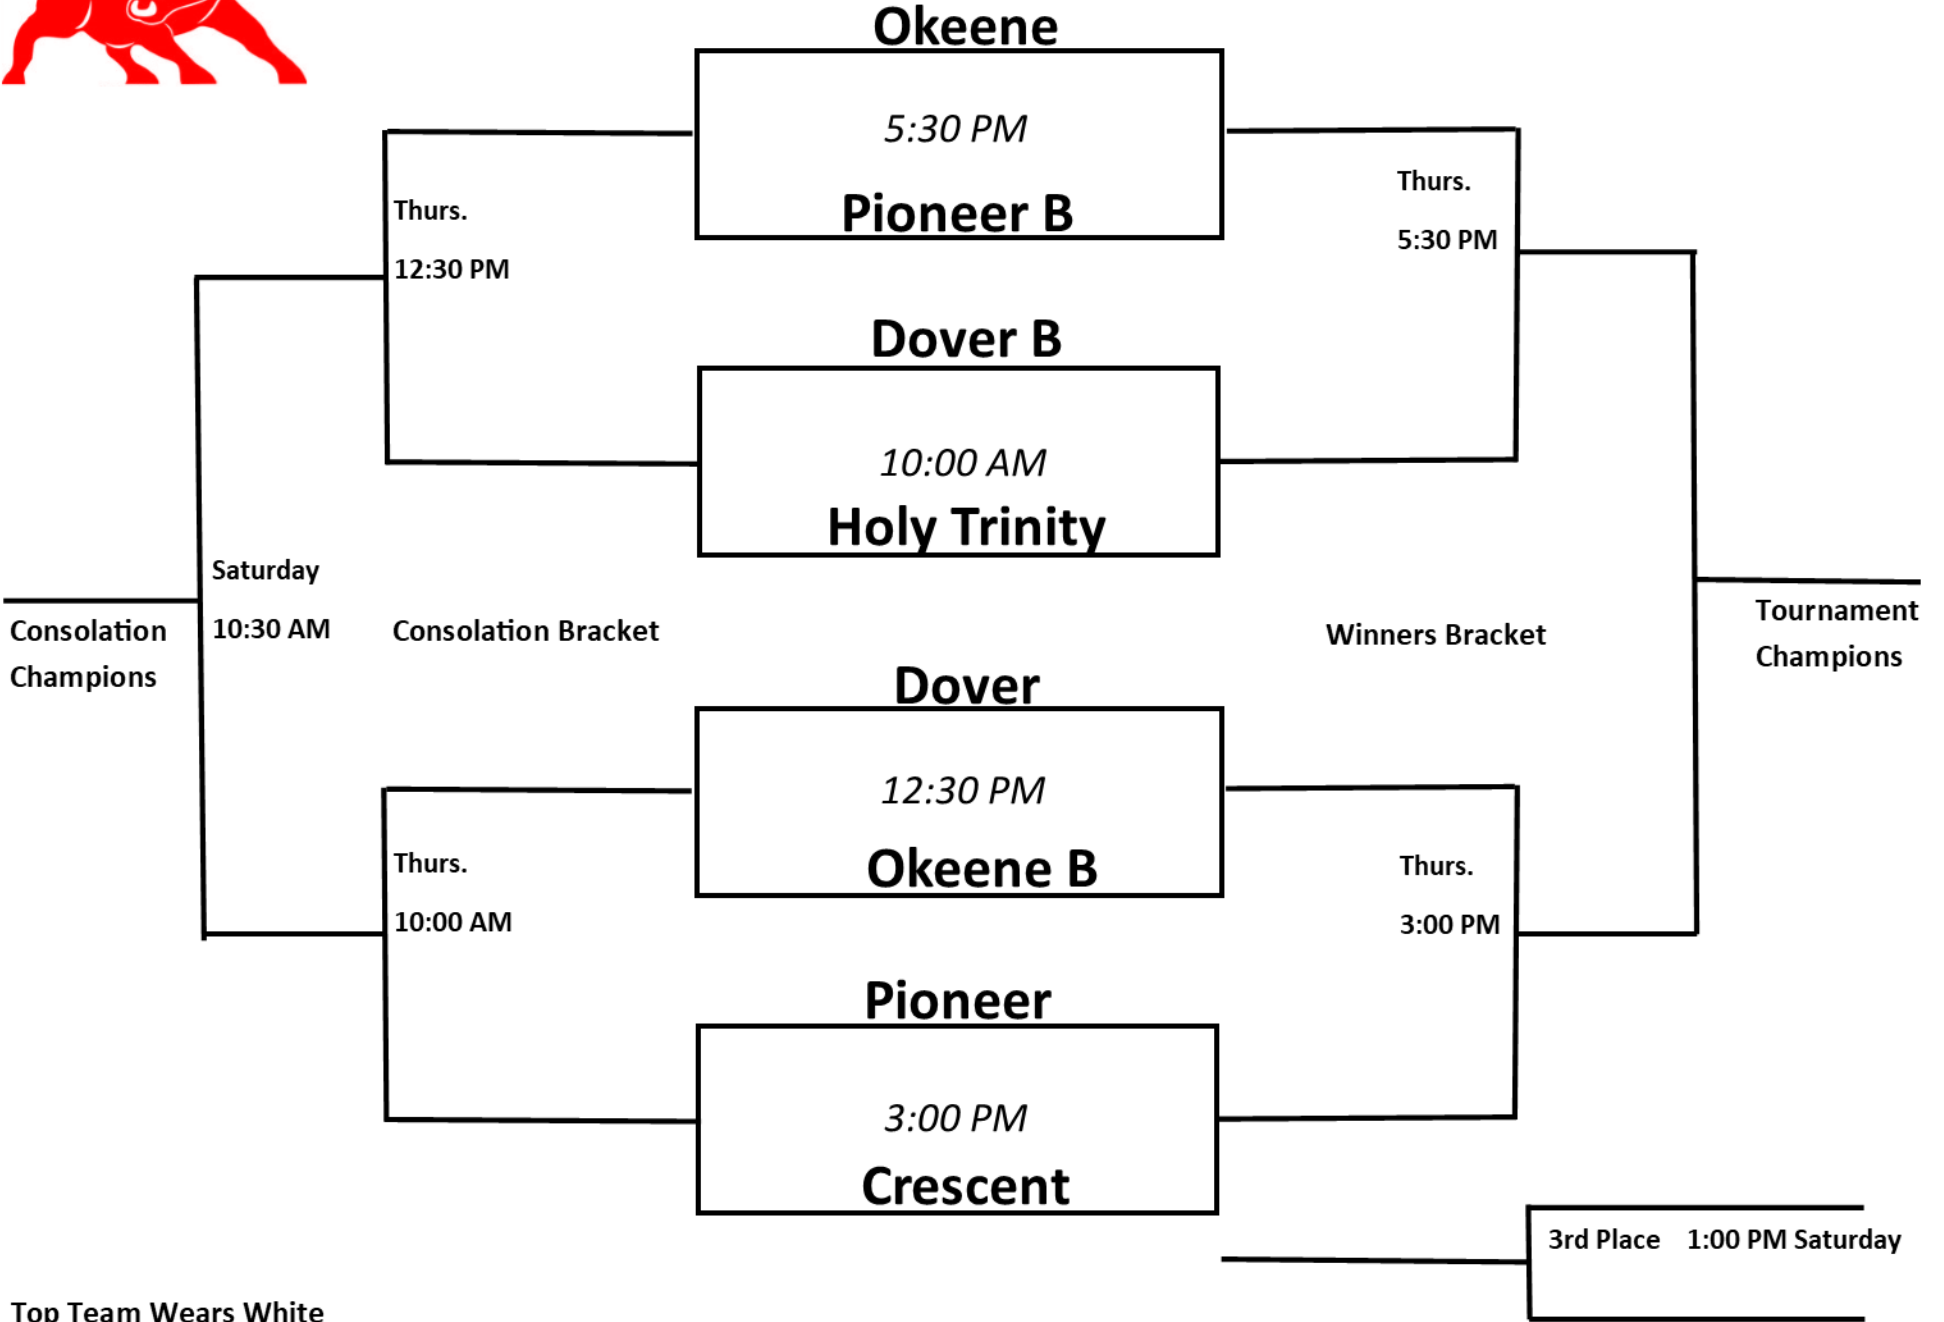 Okeene
5:30 PM
Pioneer B
Thurs.
12:30 PM
Thurs.
5:30 PM
Dover B
10:00 AM
Holy Trinity
Saturday
10:30 AM
Consolation
Champions
Consolation Bracket
Winners Bracket
Tournament
Champions
Dover
12:30 PM
Okeene B
Thurs.
10:00 AM
Thurs.
3:00 PM
Pioneer
3:00 PM
Crescent
3rd Place 1:00 PM Saturday
Top Team Wears White